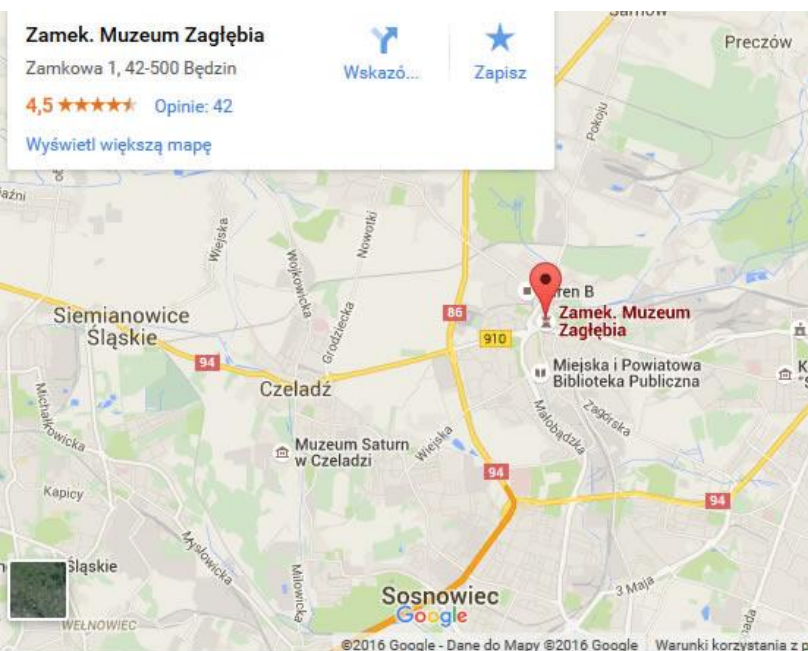 Zamek. Muzeum Zagłębia
Zamkowa 1, 42-500 Będzin
4,5 Opinie: 42
Wyświetl większą mapę
Wskazó...
Zapisz
Preczów
Pokoju
Wiejska
Nowotki
Wojkowicka
Grodziecka
Siemianowice
Śląskie
86
910
94
Zamek. Muzeum
Zagłębia
Miejska i Powiatowa
Biblioteka Publiczna
Czeladź
Michałkowicka
Małobądzka
Zagórska
Muzeum Saturn
w Czeladzi
Wiejska
94
94
Kapicy
Mysłowicka
Milowicka
Śląskie
WEŁNOWIEC
Sosnowiec
3 Maja
Google
©2016 Google - Dane do Mapy ©2016 Google
Warunki korzystania z